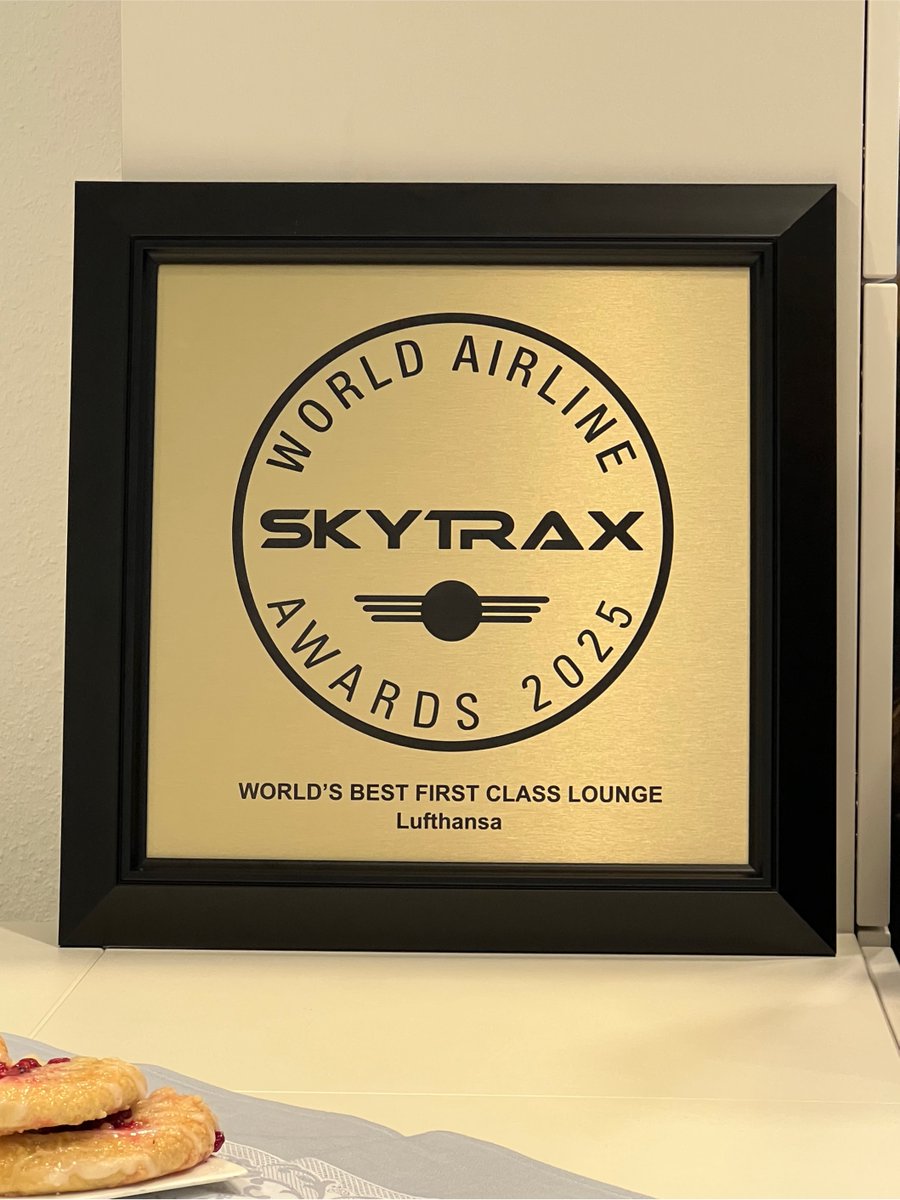 WORLD AIRLINE
SKYTRAX
AWARDS 2025
WORLD'S BEST FIRST CLASS LOUNGE
Lufthansa